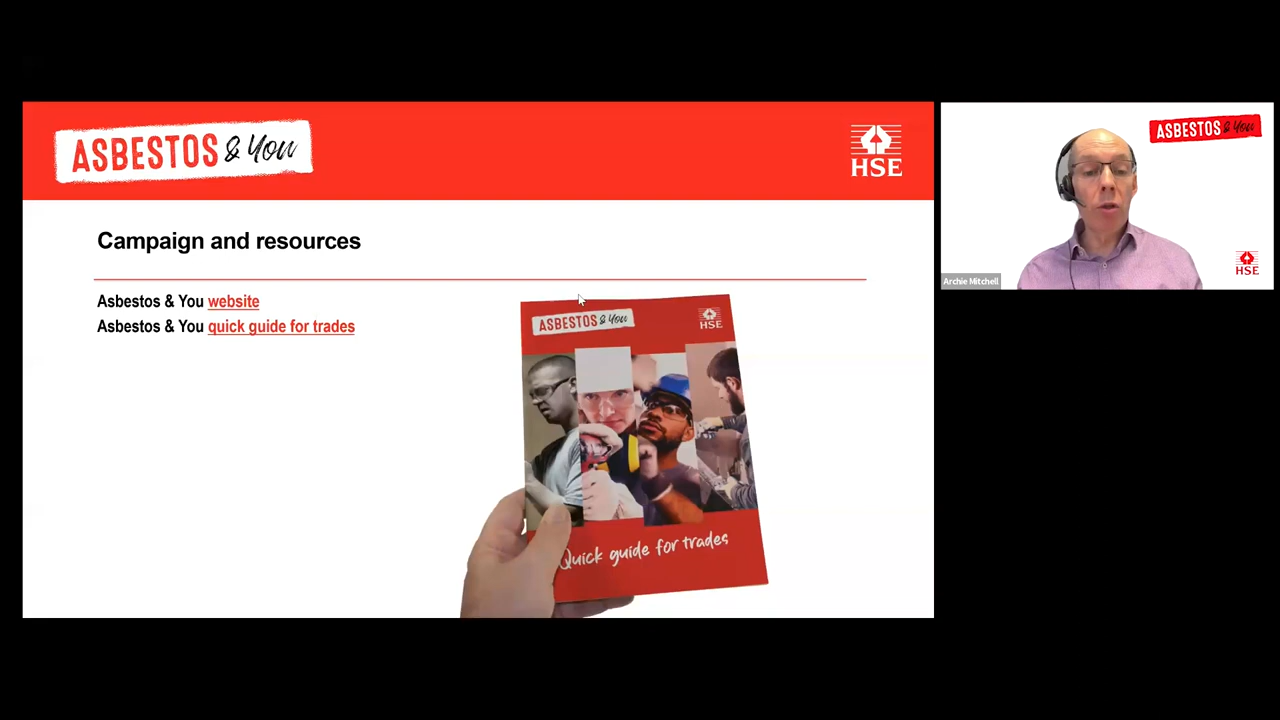 ASBESTOS & You
HSE
Campaign and resources
Asbestos & You website
Asbestos & You quick guide for trades
ASBESTOS & You
HSE
Quick guide for trades
ASBESTOS & You
HSE
Archie Mitchell